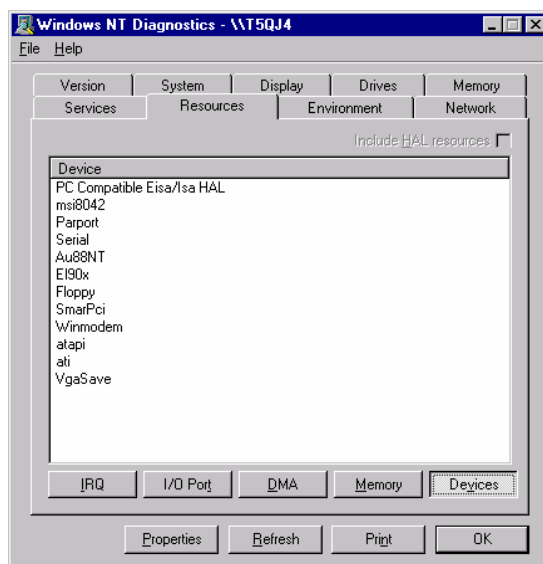 Windows NT Diagnostics - \\T5QJ4
File Help
Version System Display Drives Memory
Services Resources Environment Network
Include HAL resources
Device
PC Compatible Eisa/Isa HAL
msi8042
Parport
Serial
Au88NT
El90x
Floppy
SmarPci
Winmodem
atapi
ati
VgaSave
IRQ I/O Port DMA Memory Devices
Properties Refresh Print OK